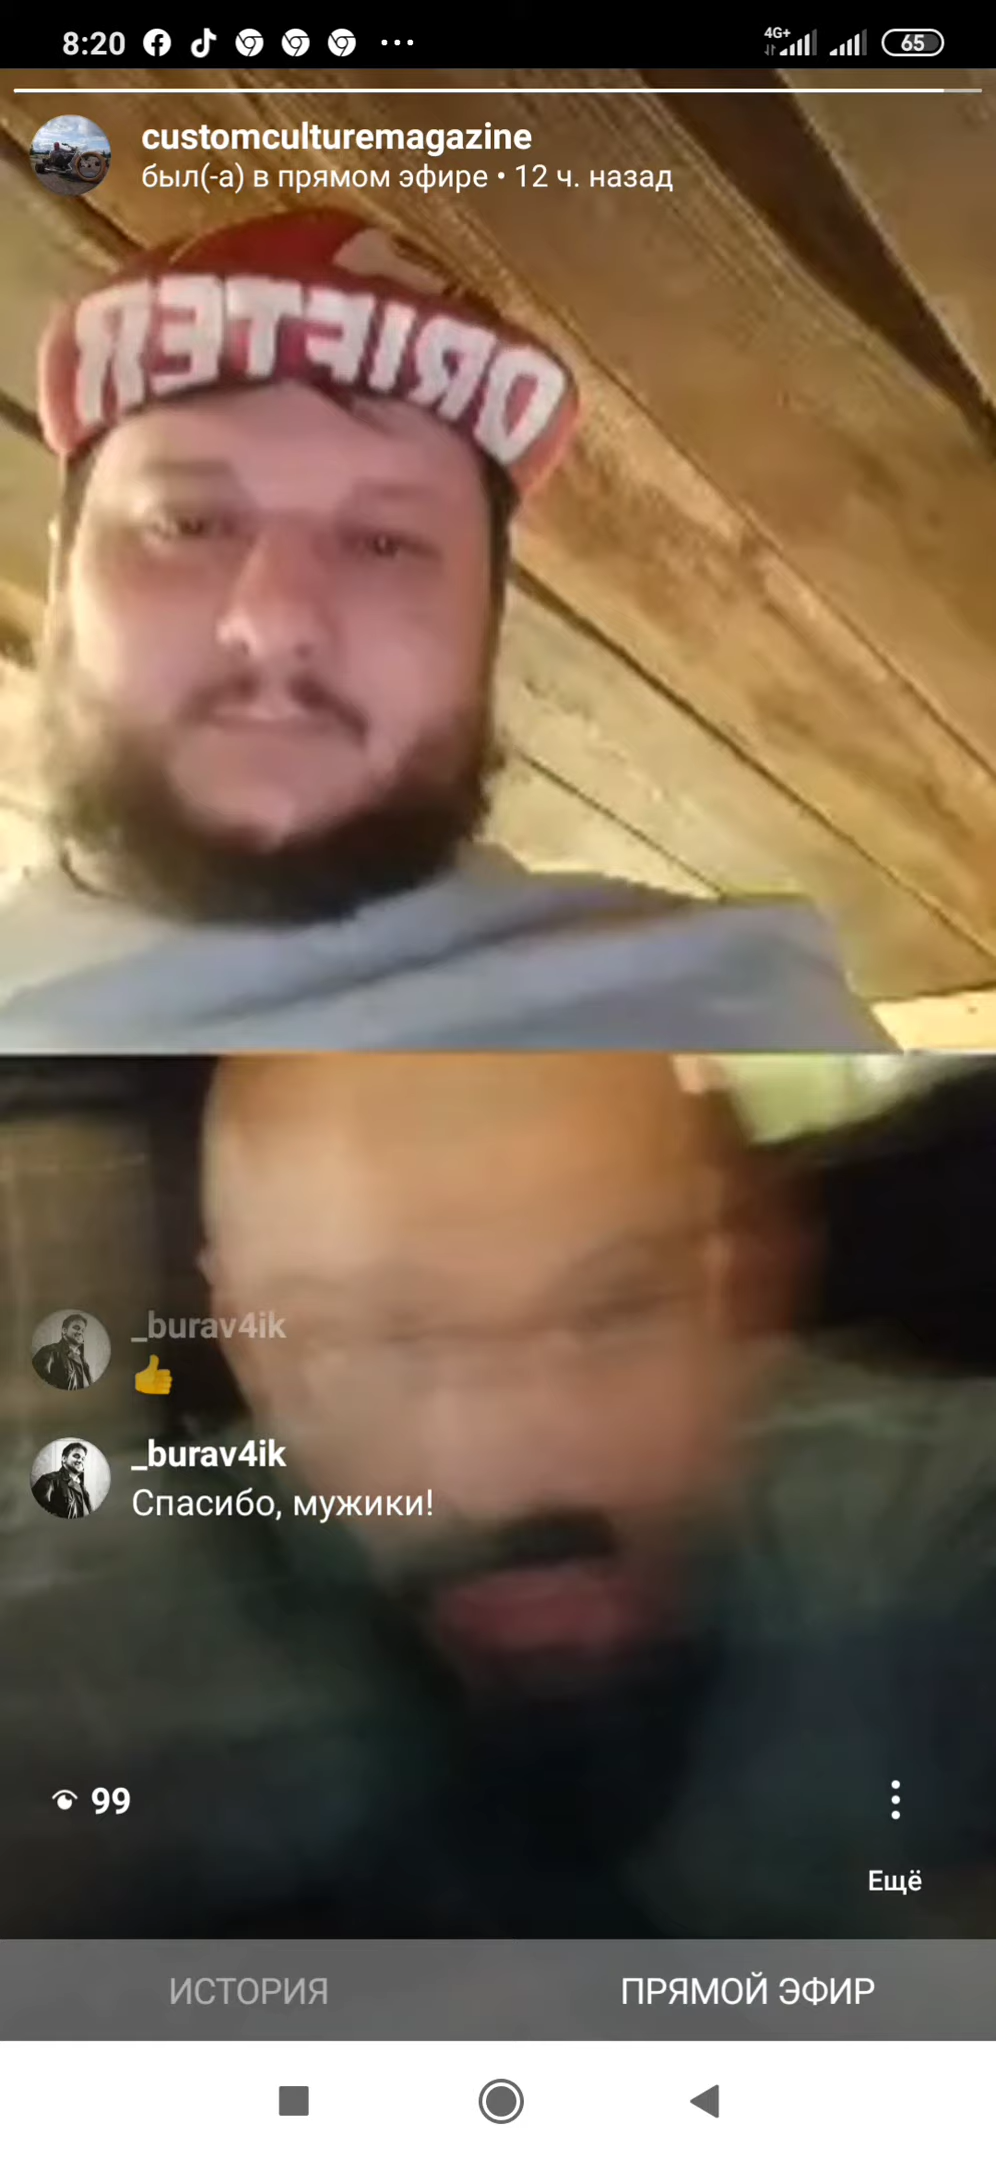 8:20
4G+
65
customculturemagazine
был(-а) в прямом эфире • 12 ч. назад
DRIFTER
_burav4ik
👍
_burav4ik
Спасибо, мужики!
99
Ещё
ИСТОРИЯ
ПРЯМОЙ ЭФИР